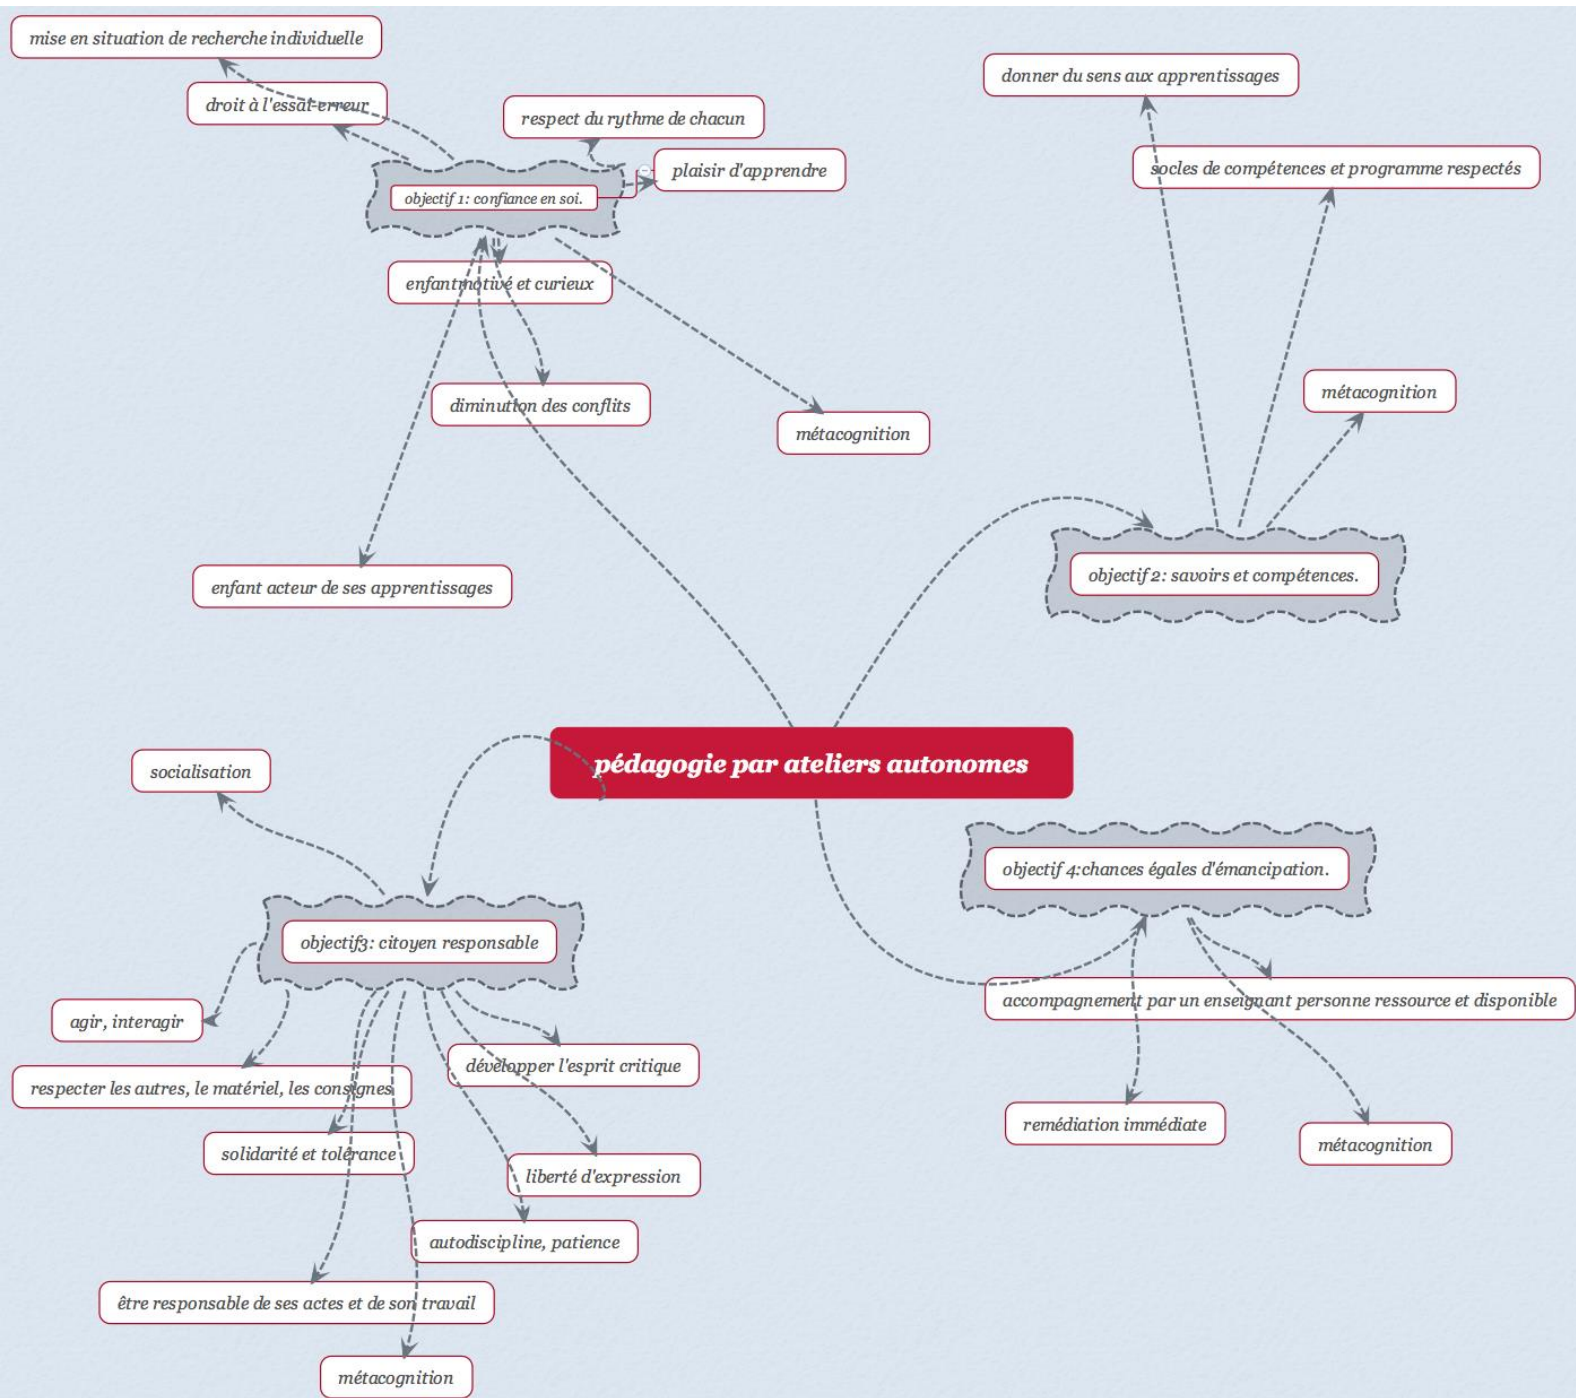 mise en situation de recherche individuelle
droit à l'essai-erreur
respect du rythme de chacun
plaisir d'apprendre
objectif 1: confiance en soi.
enfant motivé et curieux
diminution des conflits
métacognition
enfant acteur de ses apprentissages
donner du sens aux apprentissages
socles de compétences et programme respectés
métacognition
objectif 2: savoirs et compétences.
pédagogie par ateliers autonomes
socialisation
objectif3: citoyen responsable
agir, interagir
développer l'esprit critique
respecter les autres, le matériel, les consignes
solidarité et tolérance
liberté d'expression
autodiscipline, patience
être responsable de ses actes et de son travail
métacognition
objectif 4:chances égales d'émancipation.
accompagnement par un enseignant personne ressource et disponible
remédiation immédiate
métacognition